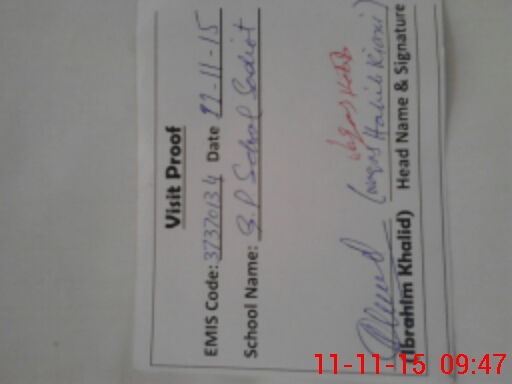 Visit Proof
EMIS Code: 37370134 Date 11-11-15
School Name: G.P School Sadiot
(Ibrahim Khalid) Head Name & Signature
11-11-15 09:47